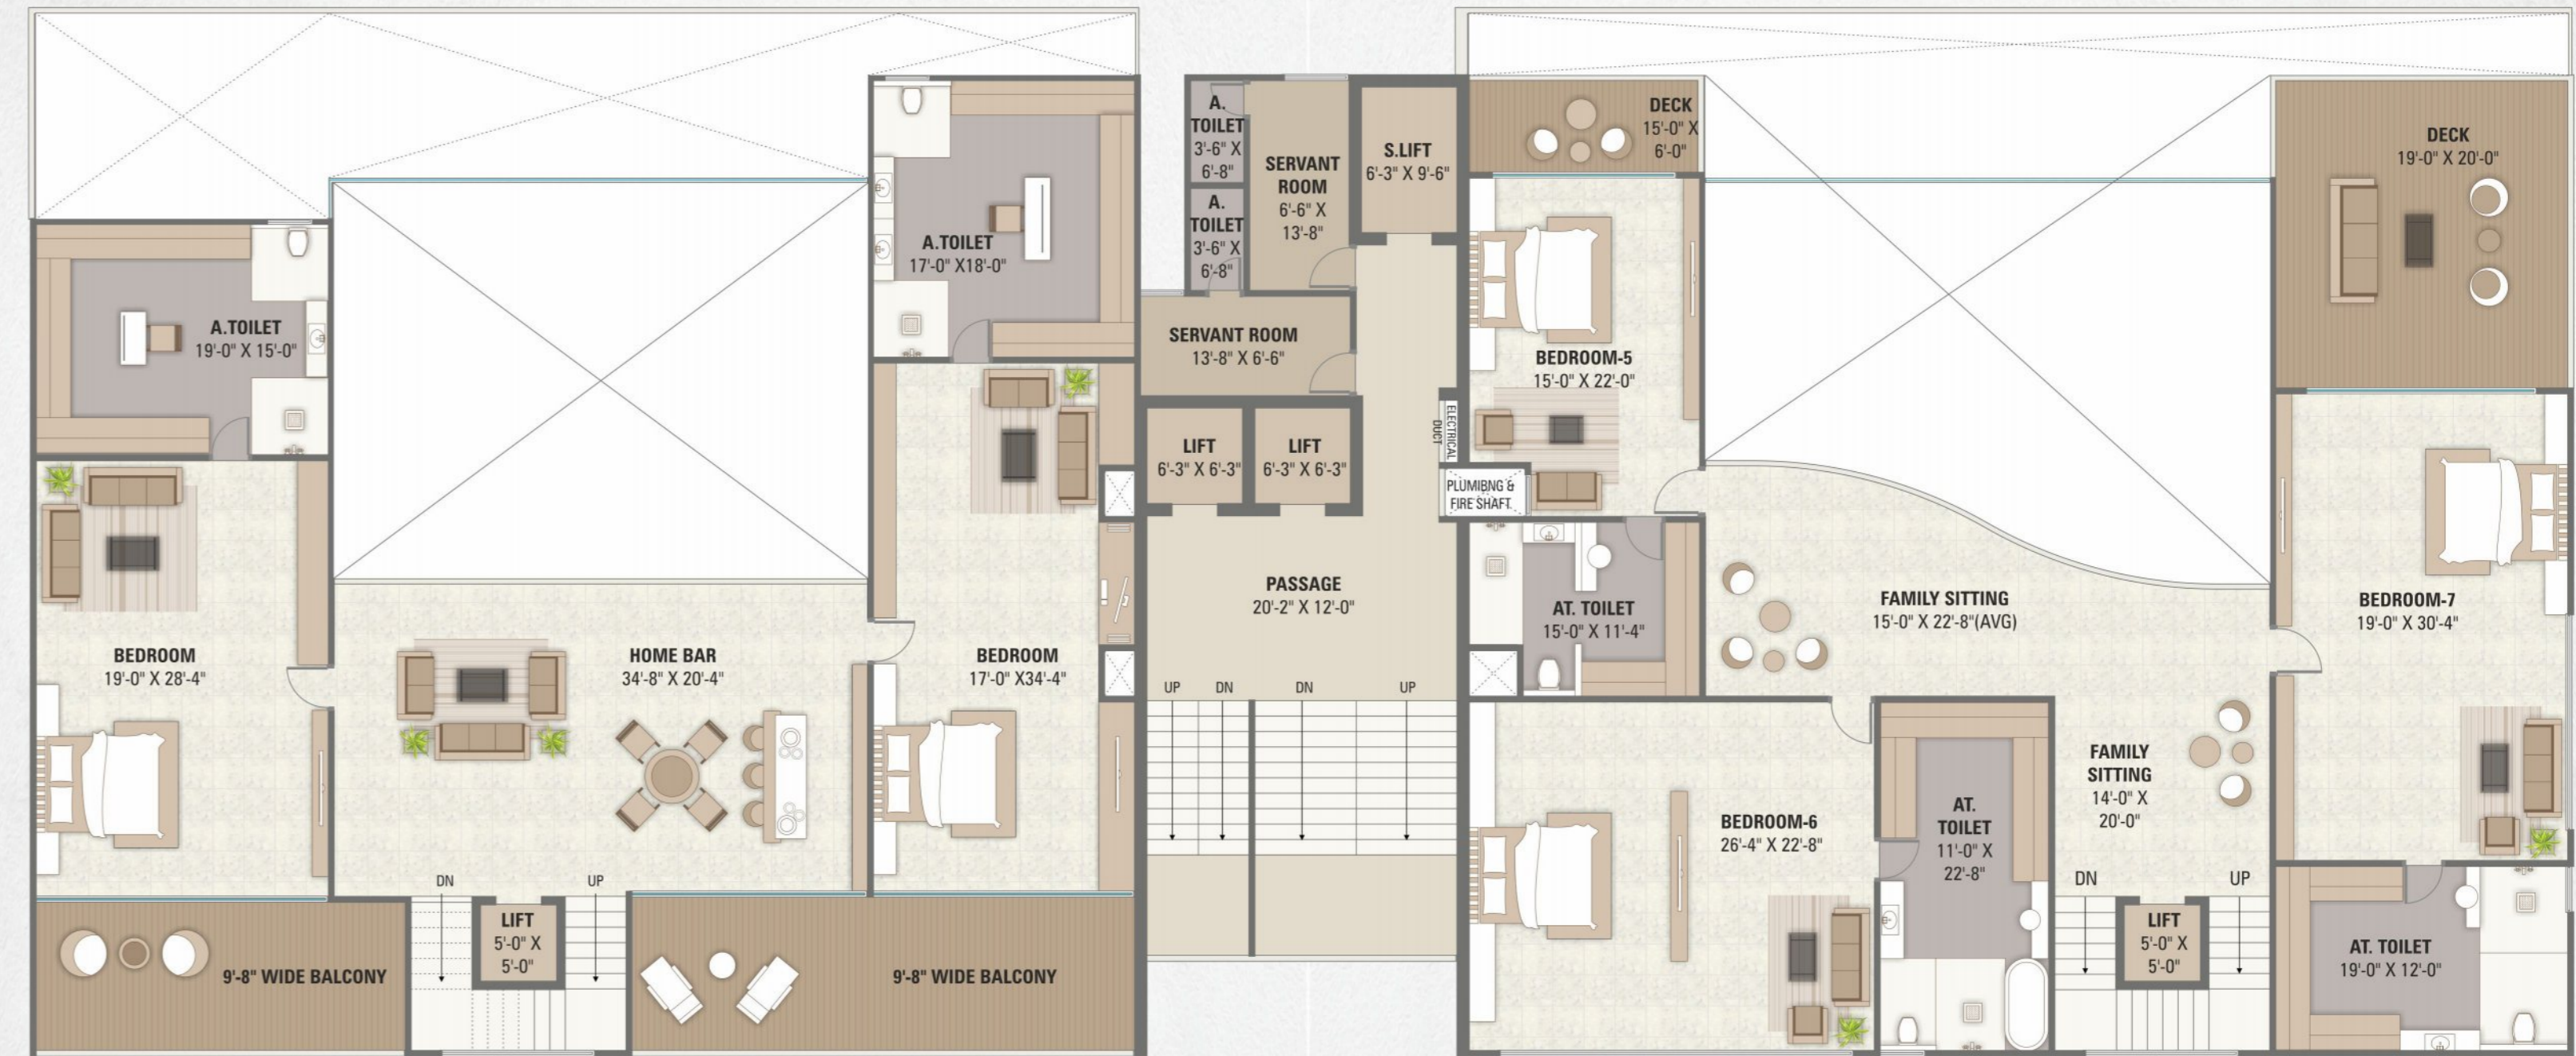 A.TOILET
19'-0" X 15'-0"
BEDROOM
19'-0" X 28'-4"
9'-8" WIDE BALCONY
HOME BAR
34'-8" X 20'-4"
DN
UP
LIFT
5'-0" X
5'-0"
A.TOILET
17'-0" X18'-0"
BEDROOM
17'-0" X34'-4"
9'-8" WIDE BALCONY
A.
TOILET
3'-6" X
6'-8"
A.
TOILET
3'-6" X
6'-8"
SERVANT
ROOM
6'-6" X
13'-8"
S.LIFT
6'-3" X 9'-6"
SERVANT ROOM
13'-8" X 6'-6"
LIFT
6'-3" X 6'-3"
LIFT
6'-3" X 6'-3"
ELECTRICAL
DUCT
PLUMIBNG &
FIRE SHAFT
PASSAGE
20'-2" X 12'-0"
UP
DN
DN
UP
DECK
15'-0" X
6'-0"
BEDROOM-5
15'-0" X 22'-0"
AT. TOILET
15'-0" X 11'-4"
BEDROOM-6
26'-4" X 22'-8"
AT.
TOILET
11'-0" X
22'-8"
FAMILY SITTING
15'-0" X 22'-8"(AVG)
FAMILY
SITTING
14'-0" X
20'-0"
DN
UP
LIFT
5'-0" X
5'-0"
DECK
19'-0" X 20'-0"
BEDROOM-7
19'-0" X 30'-4"
AT. TOILET
19'-0" X 12'-0"